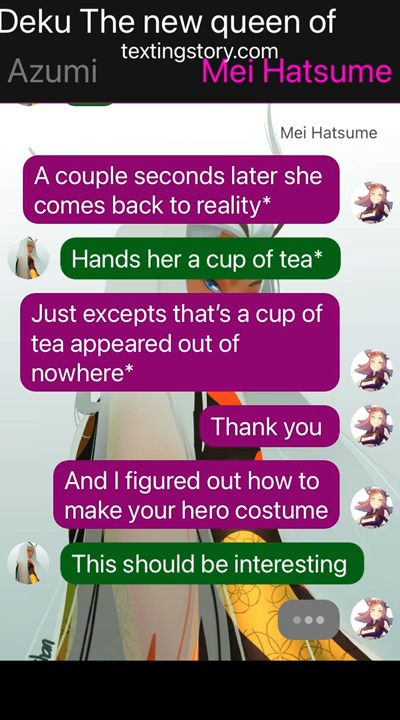 Deku The new queen of
textingstory.com
Azumi
Mei Hatsume
Mei Hatsume
A couple seconds later she
comes back to reality*
Hands her a cup of tea*
Just excepts that's a cup of
tea appeared out of
nowhere*
Thank you
And I figured out how to
make your hero costume
This should be interesting